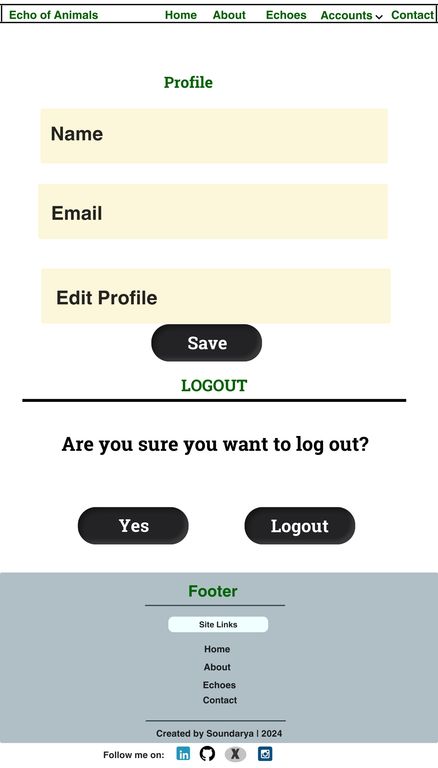 Echo of Animals Home About Echoes Accounts Contact
Profile
Name
Email
Edit Profile
Save
LOGOUT
Are you sure you want to log out?
Yes Logout
Footer
Site Links
Home
About
Echoes
Contact
Created by Soundarya | 2024
Follow me on: in X